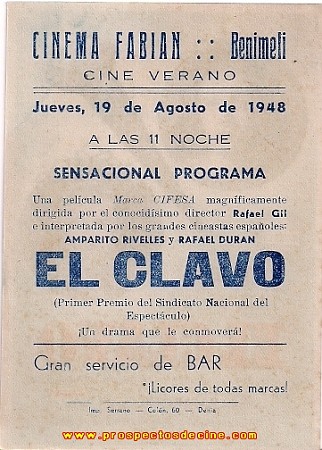 CINEMA FABIAN :: Benimeli
CINE VERANO
Jueves, 19 de Agosto de 1948
A LAS 11 NOCHE
SENSACIONAL PROGRAMA
Una película Marca CIFESA magníficamente
dirigida por el conocidísimo director Rafael Gil
e interpretada por los grandes cineastas españoles:
AMPARITO RIVELLES y RAFAEL DURAN
EL CLAVO
(Primer Premio del Sindicato Nacional del
Espectáculo)
¡Un drama que le conmoverá!
Gran servicio de BAR
¡Licores de todas marcas!
Imp. Serrano — Colón, 60 — Denia
www.prospectosdecine.com